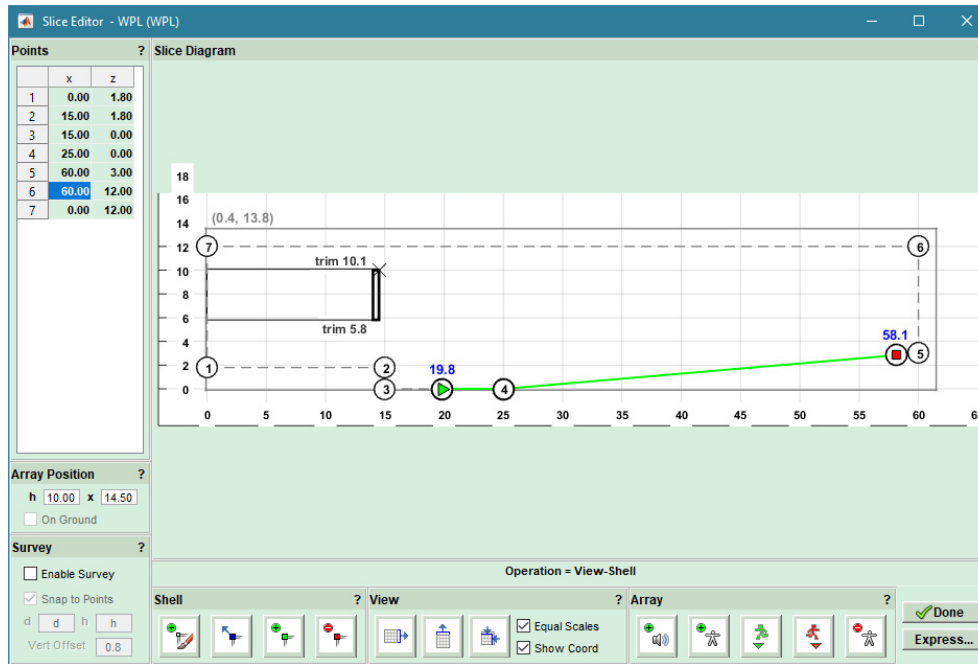 Slice Editor - WPL (WPL)
Points ?
Slice Diagram
x z
1 0.00 1.80
2 15.00 1.80
3 15.00 0.00
4 25.00 0.00
5 60.00 3.00
6 60.00 12.00
7 0.00 12.00
18
16
14
12
10
8
6
4
2
0
(0.4, 13.8)
7
6
trim 10.1
trim 5.8
58.1
5
1
2
19.8
3
4
0 5 10 15 20 25 30 35 40 45 50 55 60 6
Array Position ?
h 10.00 x 14.50
On Ground
Survey ?
Enable Survey
Snap to Points
d d h h
Vert Offset 0.8
Operation = View-Shell
Shell ?
View ?
Equal Scales
Show Coord
Array ?
Done
Express...